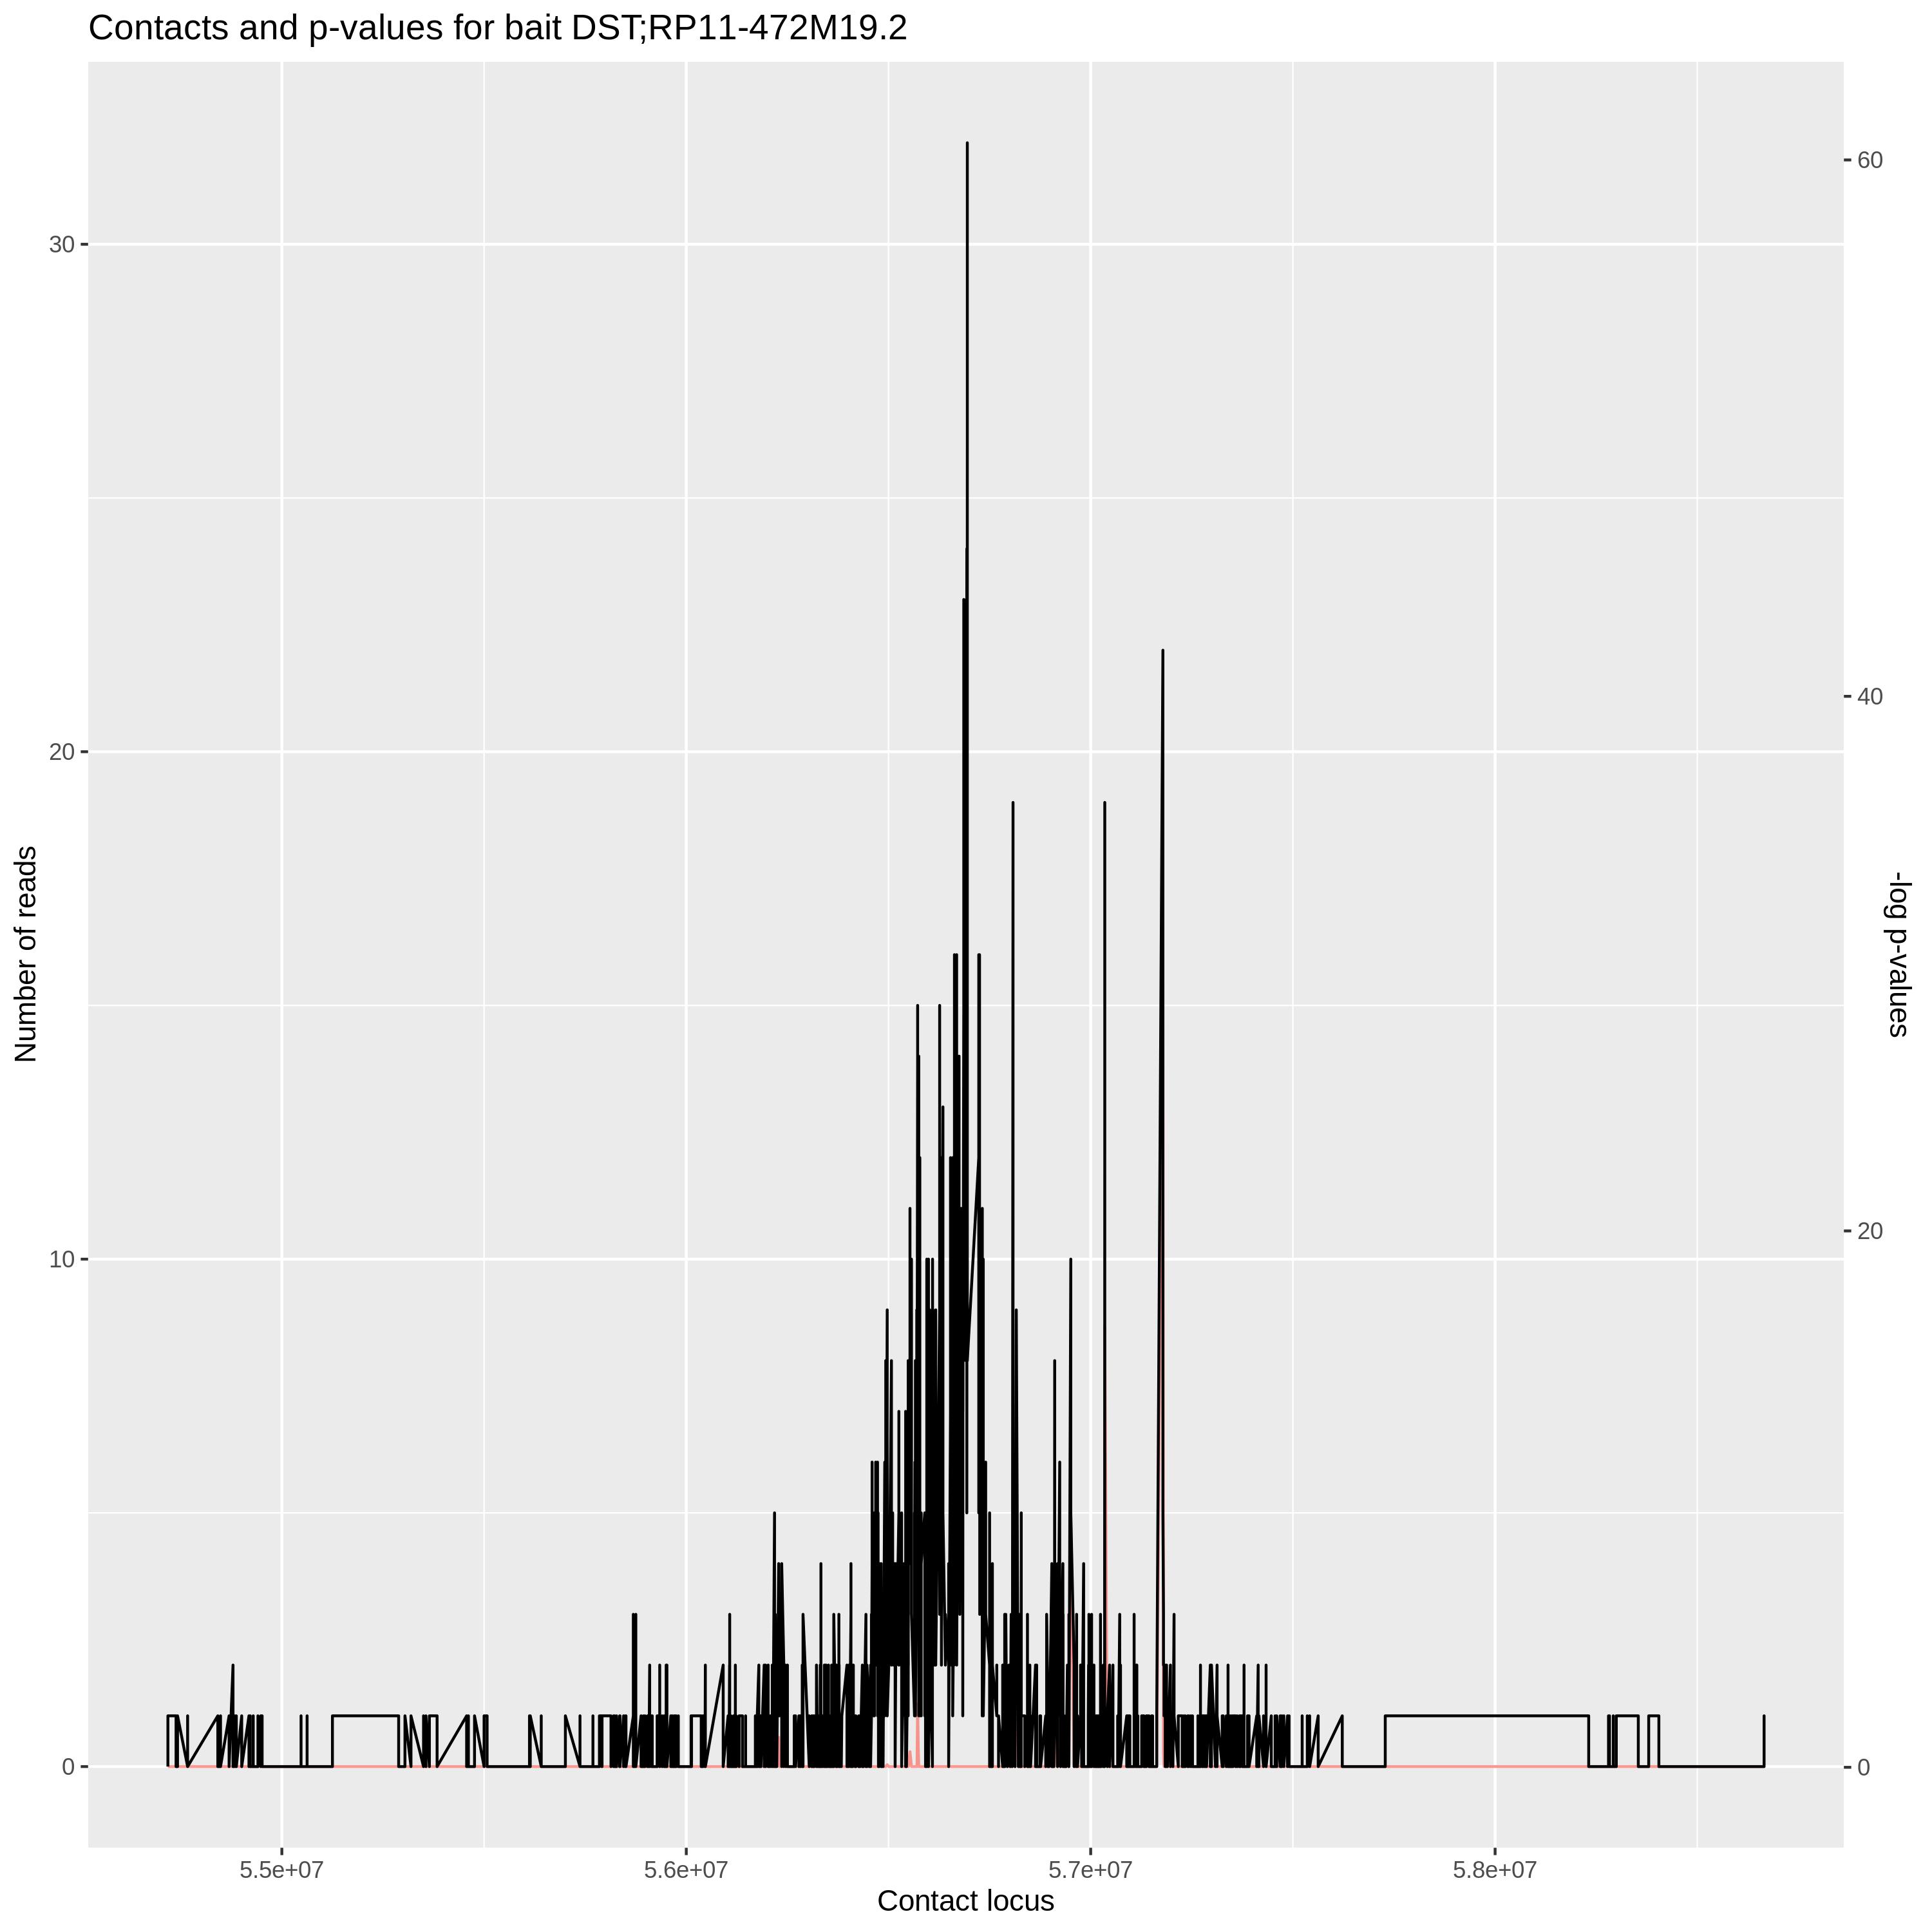 Contacts and p-values for bait DST;RP11-472M19.2
Number of reads
30
20
10
0
60
40
20
0
-log p-values
5.5e+07
5.6e+07
5.7e+07
5.8e+07
Contact locus